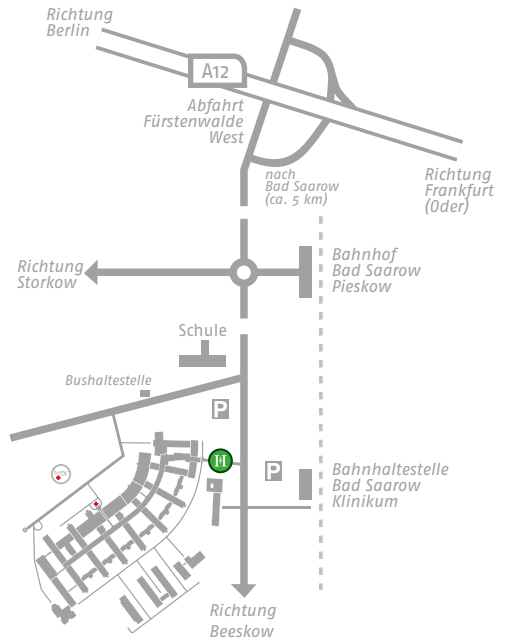 Richtung
Berlin
A12
Abfahrt
Fürstenwalde
West
nach
Bad Saarow
(ca. 5 km)
Richtung
Frankfurt
(Oder)
Richtung
Storkow
Bahnhof
Bad Saarow
Pieskow
Schule
Bushaltestelle
P
P
H
Bahnhaltestelle
Bad Saarow
Klinikum
Richtung
Beeskow